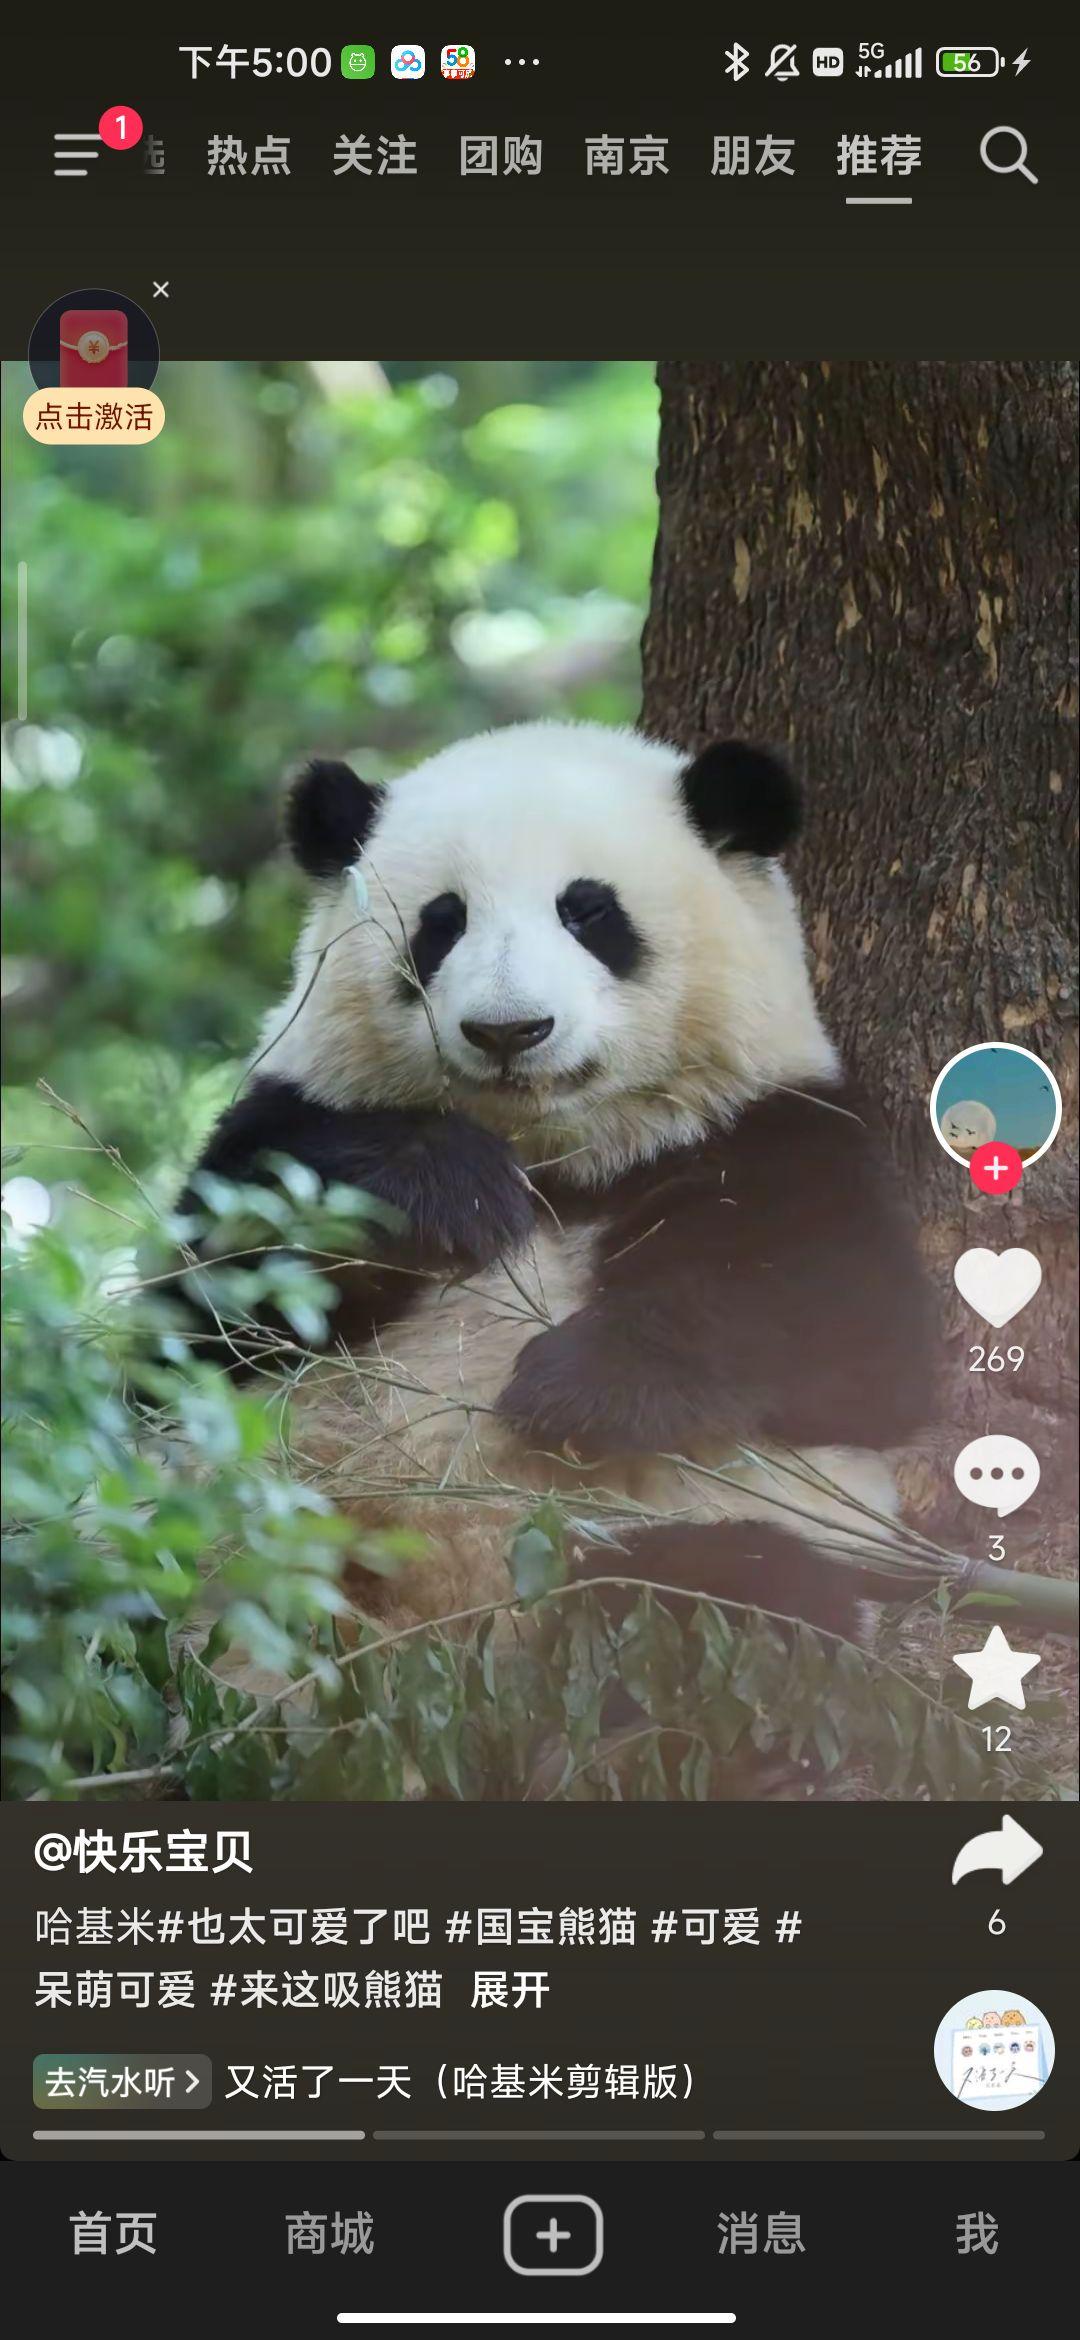 下午5:00
58
HD
5G
56
1
热点 关注 团购 南京 朋友 推荐
点击激活
269
3
12
@快乐宝贝
哈基米#也太可爱了吧 #国宝熊猫 #可爱 #
呆萌可爱 #来这吸熊猫 展开
6
去汽水听 又活了一天（哈基米剪辑版）
首页 商城 消息 我